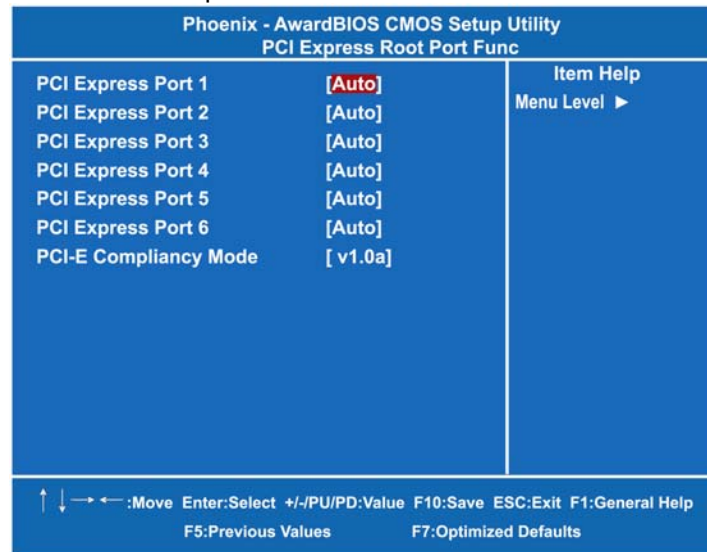 Phoenix - AwardBIOS CMOS Setup Utility
PCI Express Root Port Func
PCI Express Port 1 [Auto]
PCI Express Port 2 [Auto]
PCI Express Port 3 [Auto]
PCI Express Port 4 [Auto]
PCI Express Port 5 [Auto]
PCI Express Port 6 [Auto]
PCI-E Compliancy Mode [ v1.0a]
Item Help
Menu Level ►
↑ ↓ → ← :Move Enter:Select +/-/PU/PD:Value F10:Save ESC:Exit F1:General Help
F5:Previous Values F7:Optimized Defaults